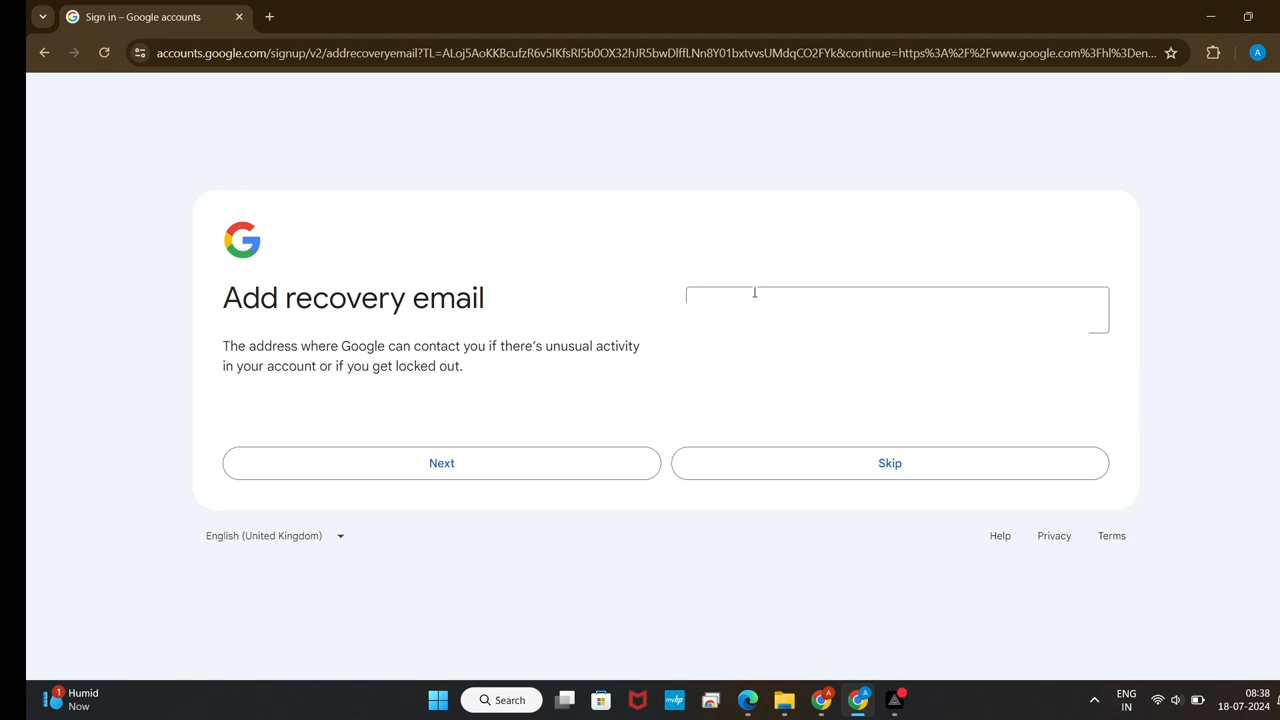 Sign in – Google accounts
accounts.google.com/signup/v2/addrecoveryemail?TL=ALoj5AoKKBcufzR6v5IKfsRI5b0OX32hJR5bwDlffLNn8Y01bxtvvsUMdqCO2FYk&continue=https%3A%2F%2Fwww.google.com%3Fhl%3Den...
A
Add recovery email
The address where Google can contact you if there's unusual activity
in your account or if you get locked out.
Next
Skip
English (United Kingdom)
Help
Privacy
Terms
1
Humid
Now
Search
ENG
IN
08:38
18-07-2024